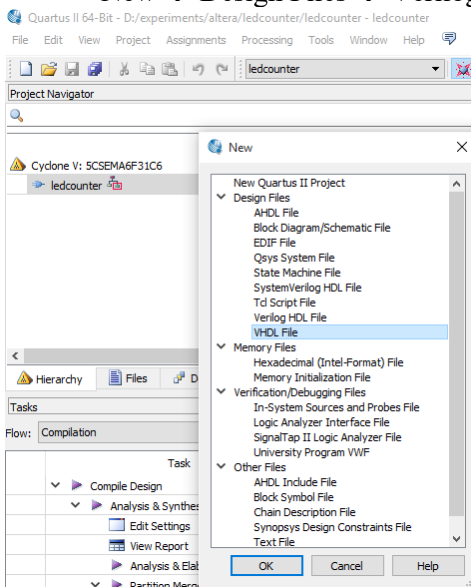 New -> Design Files -> Verilog
Quartus II 64-Bit - D:/experiments/altera/ledcounter/ledcounter - ledcounter
File Edit View Project Assignments Processing Tools Window Help
ledcounter
Project Navigator
Cyclone V: 5CSEMA6F31C6
ledcounter
Hierarchy Files D
Tasks
Flow: Compilation
Task
Compile Design
Analysis & Synthes
Edit Settings
View Report
Analysis & Elab
Partition Merge
New
New Quartus II Project
Design Files
AHDL File
Block Diagram/Schematic File
EDIF File
Qsys System File
State Machine File
SystemVerilog HDL File
Tcl Script File
Verilog HDL File
VHDL File
Memory Files
Hexadecimal (Intel-Format) File
Memory Initialization File
Verification/Debugging Files
In-System Sources and Probes File
Logic Analyzer Interface File
SignalTap II Logic Analyzer File
University Program VWF
Other Files
AHDL Include File
Block Symbol File
Chain Description File
Synopsys Design Constraints File
Text File
OK Cancel Help